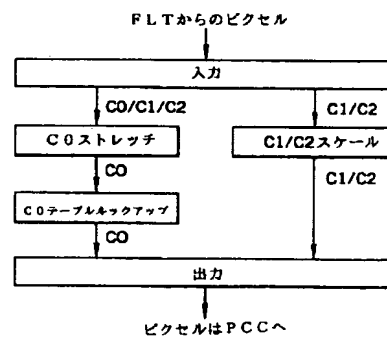 FLTからのピクセル
入力
C0/C1/C2
C1/C2
C0ストレッチ
C1/C2スケール
C0
C1/C2
C0テーブルルックアップ
C0
出力
ピクセルはPCCへ